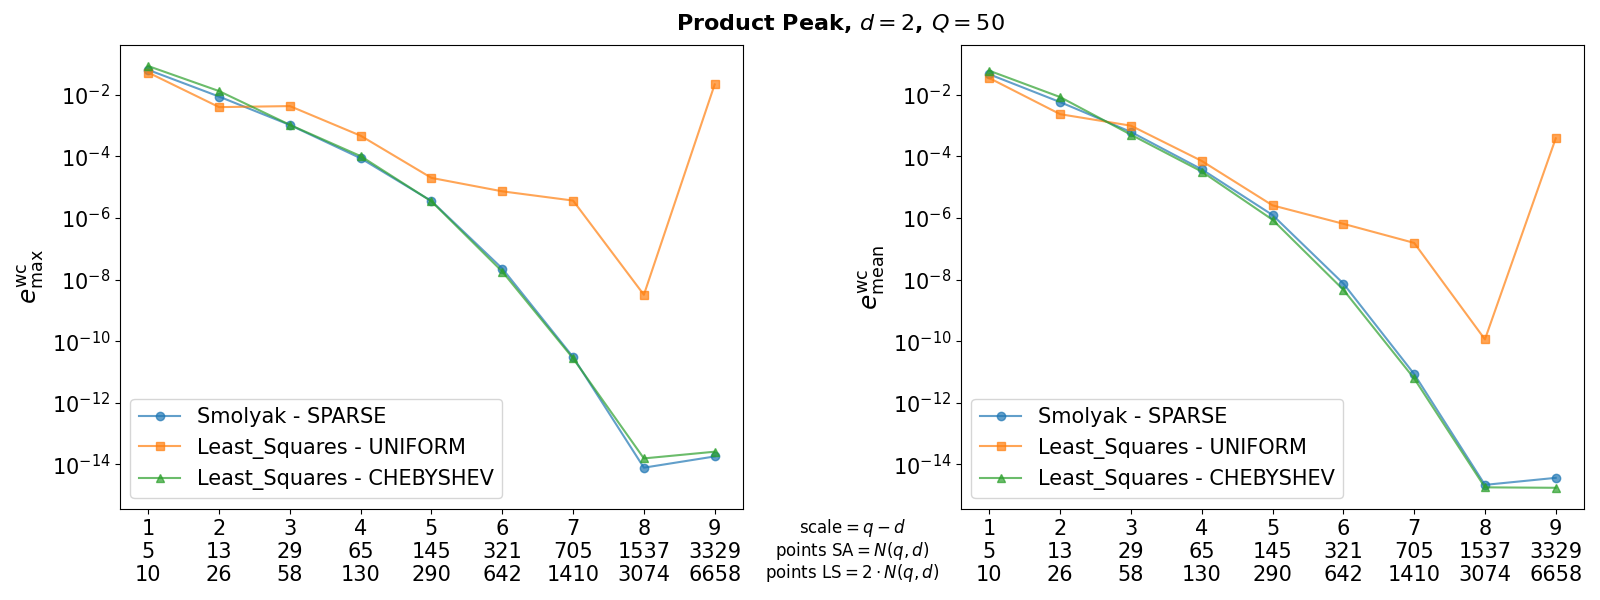 Product Peak, d = 2, Q = 50
e^wc_max
10^-2
10^-4
10^-6
10^-8
10^-10
10^-12
10^-14
Smolyak - SPARSE
Least_Squares - UNIFORM
Least_Squares - CHEBYSHEV
1 2 3 4 5 6 7 8 9
5 13 29 65 145 321 705 1537 3329
10 26 58 130 290 642 1410 3074 6658
scale = q − d
points SA = N(q, d)
points LS = 2 · N(q, d)
e^wc_mean
10^-2
10^-4
10^-6
10^-8
10^-10
10^-12
10^-14
Smolyak - SPARSE
Least_Squares - UNIFORM
Least_Squares - CHEBYSHEV
1 2 3 4 5 6 7 8 9
5 13 29 65 145 321 705 1537 3329
10 26 58 130 290 642 1410 3074 6658